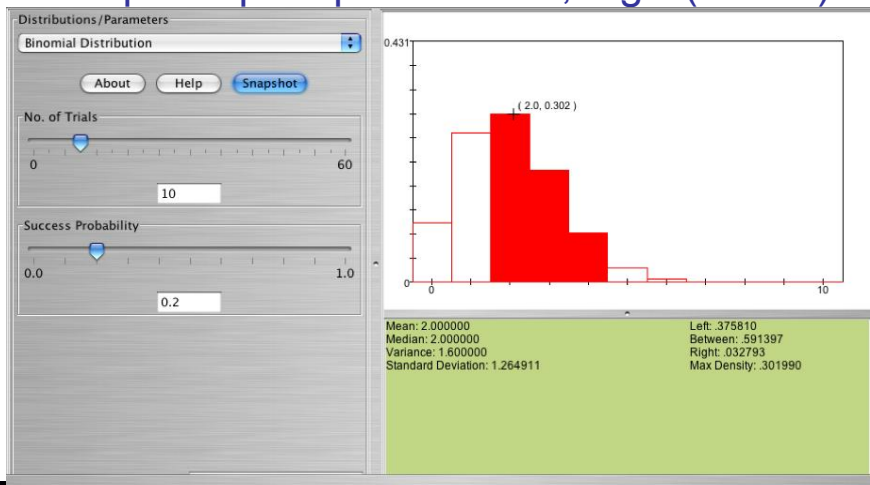 Distributions/Parameters
Binomial Distribution
About Help Snapshot
No. of Trials
0 60
10
Success Probability
0.0 1.0
0.2
0.431
( 2.0, 0.302 )
0
0 10
Mean: 2.000000
Median: 2.000000
Variance: 1.600000
Standard Deviation: 1.264911
Left: .375810
Between: .591397
Right: .032793
Max Density: .301990